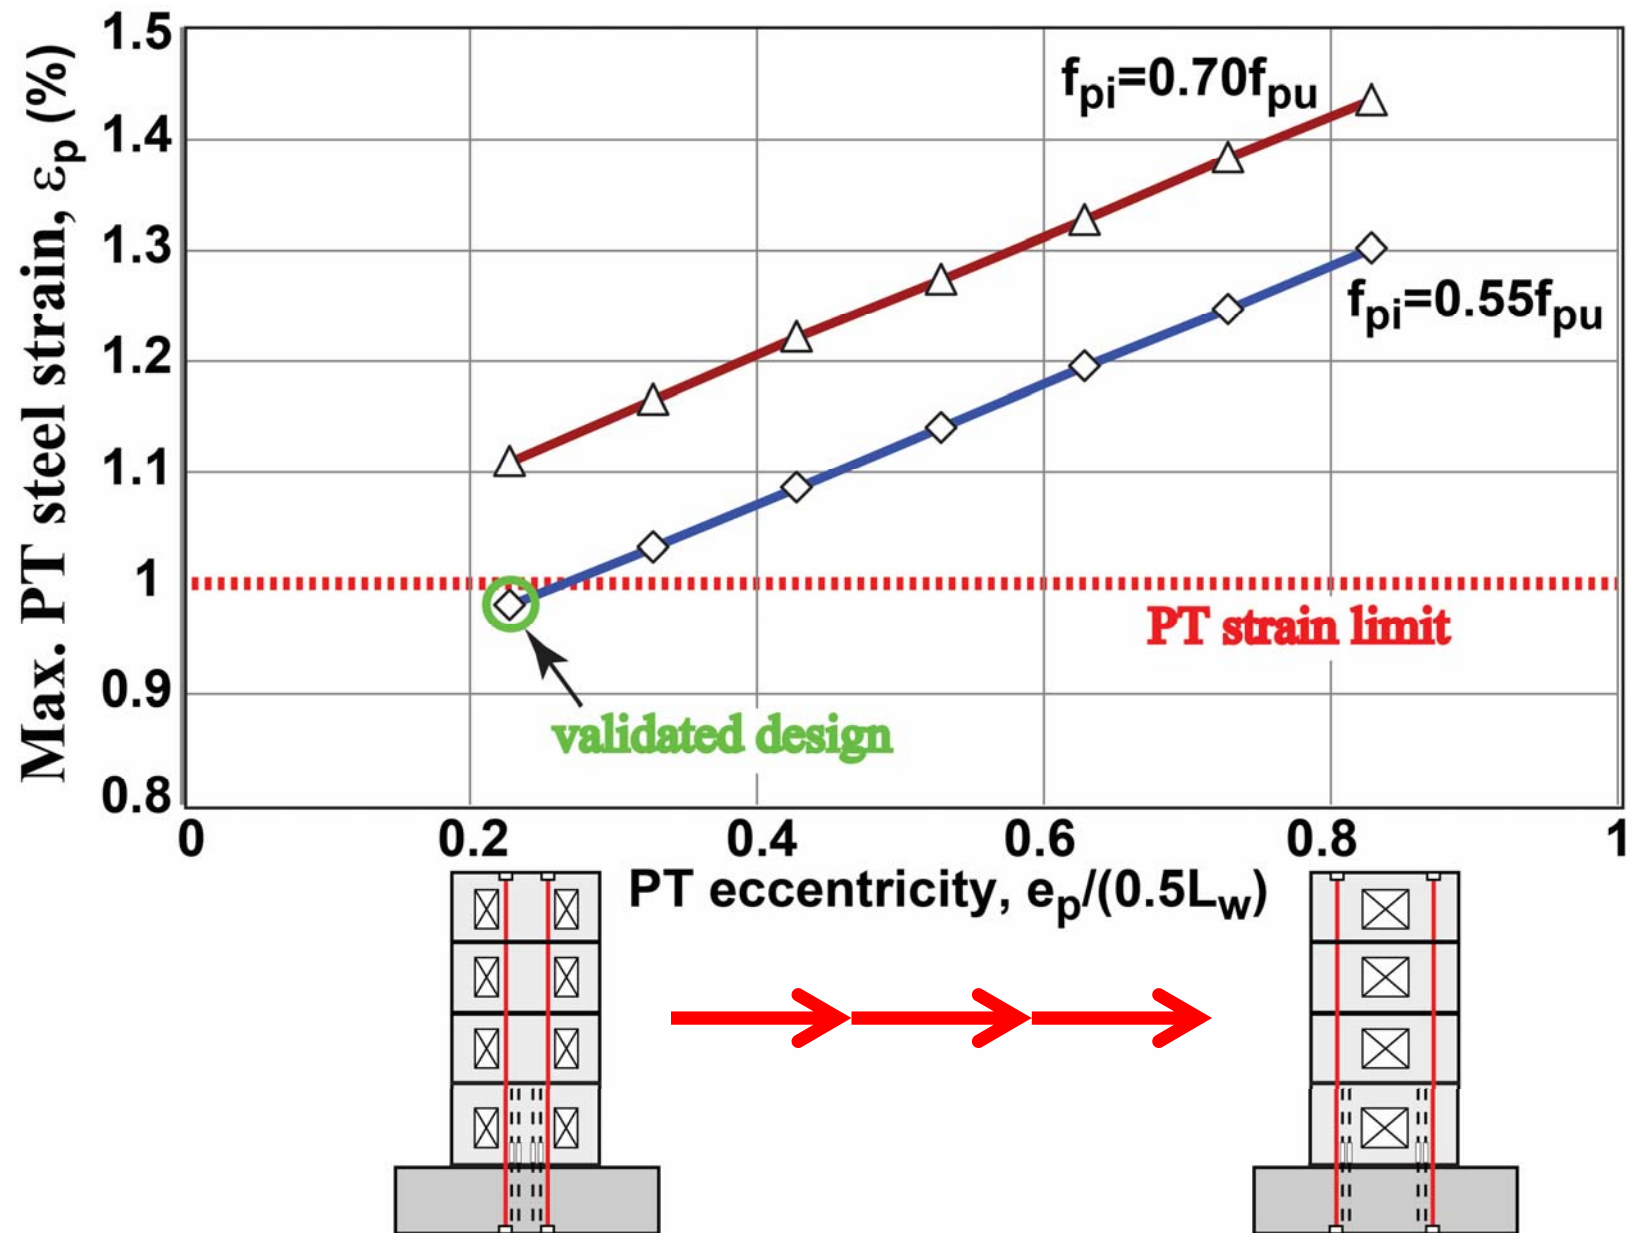 Max. PT steel strain, εp (%)
1.5
1.4
1.3
1.2
1.1
1
0.9
0.8
fpi=0.70fpu
fpi=0.55fpu
PT strain limit
validated design
0 0.2 0.4 0.6 0.8 1
PT eccentricity, ep/(0.5Lw)